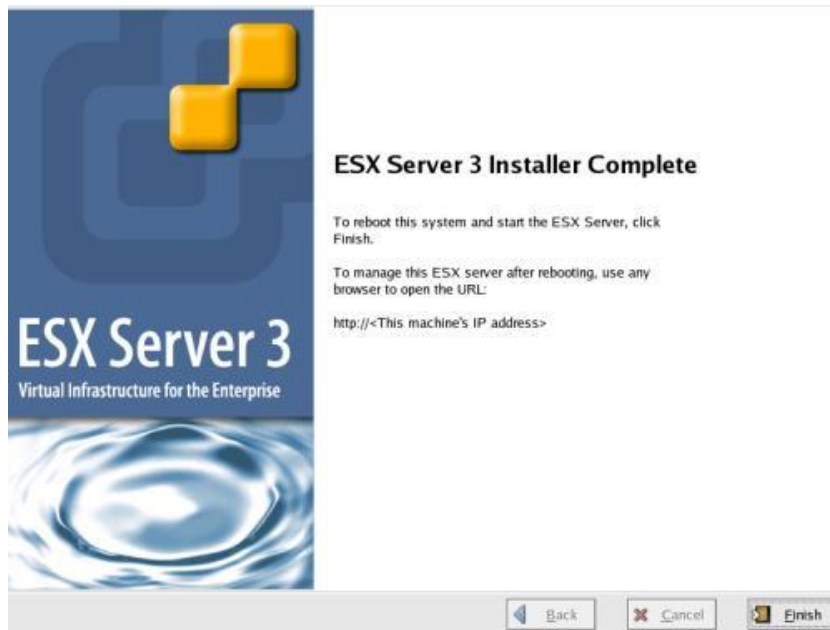 ESX Server 3
Virtual Infrastructure for the Enterprise
ESX Server 3 Installer Complete
To reboot this system and start the ESX Server, click
Finish.
To manage this ESX server after rebooting, use any
browser to open the URL:
http://<This machine's IP address>
Back
Cancel
Finish